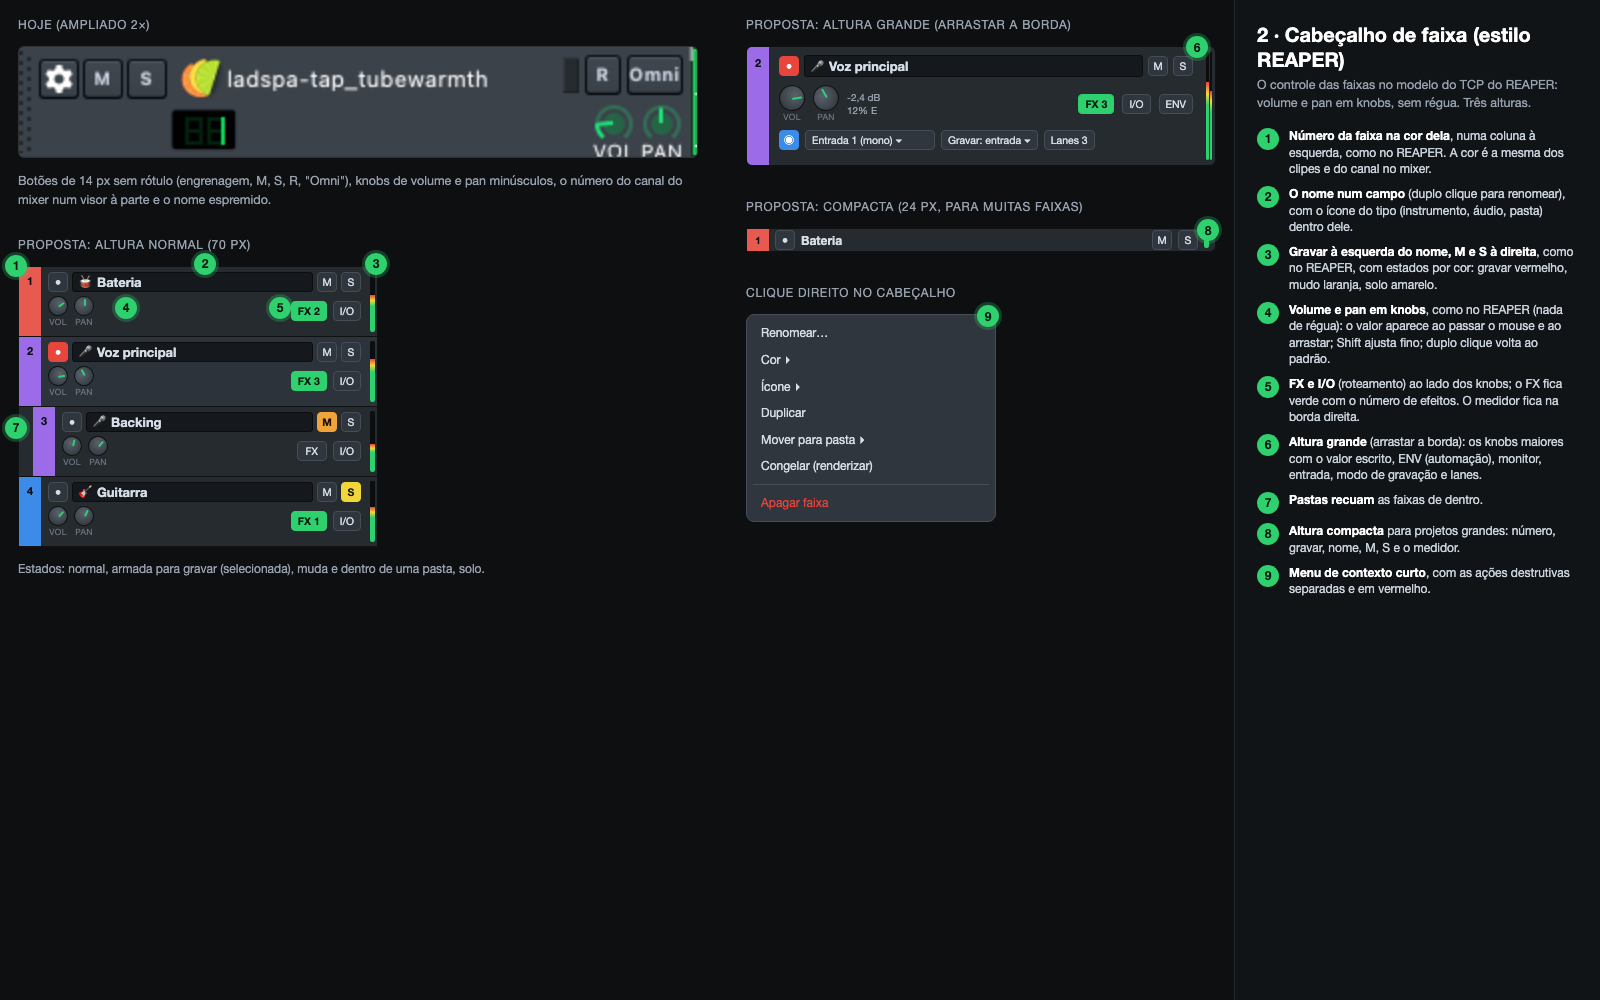 HOJE (AMPLIADO 2×)
M
S
ladspa-tap_tubewarmth
R
Omni
1
VOL PAN
Botões de 14 px sem rótulo (engrenagem, M, S, R, "Omni"), knobs de volume e pan minúsculos, o número do canal do
mixer num visor à parte e o nome espremido.
PROPOSTA: ALTURA NORMAL (70 PX)
1
2
3
1
Bateria
M
S
4
5
VOL
PAN
FX 2
I/O
2
Voz principal
M
S
VOL
PAN
FX 3
I/O
7
3
Backing
M
S
VOL
PAN
FX
I/O
4
Guitarra
M
S
VOL
PAN
FX 1
I/O
Estados: normal, armada para gravar (selecionada), muda e dentro de uma pasta, solo.
PROPOSTA: ALTURA GRANDE (ARRASTAR A BORDA)
6
2
Voz principal
M
S
VOL
PAN
-2,4 dB
12% E
FX 3
I/O
ENV
Entrada 1 (mono)
Gravar: entrada
Lanes 3
PROPOSTA: COMPACTA (24 PX, PARA MUITAS FAIXAS)
1
Bateria
M
S
8
CLIQUE DIREITO NO CABEÇALHO
9
Renomear…
Cor
Ícone
Duplicar
Mover para pasta
Congelar (renderizar)
Apagar faixa
2 · Cabeçalho de faixa (estilo
REAPER)
O controle das faixas no modelo do TCP do REAPER:
volume e pan em knobs, sem régua. Três alturas.
1
Número da faixa na cor dela, numa coluna à
esquerda, como no REAPER. A cor é a mesma dos
clipes e do canal no mixer.
2
O nome num campo (duplo clique para renomear),
com o ícone do tipo (instrumento, áudio, pasta)
dentro dele.
3
Gravar à esquerda do nome, M e S à direita, como
no REAPER, com estados por cor: gravar vermelho,
mudo laranja, solo amarelo.
4
Volume e pan em knobs, como no REAPER (nada
de régua): o valor aparece ao passar o mouse e ao
arrastar; Shift ajusta fino; duplo clique volta ao
padrão.
5
FX e I/O (roteamento) ao lado dos knobs; o FX fica
verde com o número de efeitos. O medidor fica na
borda direita.
6
Altura grande (arrastar a borda): os knobs maiores
com o valor escrito, ENV (automação), monitor,
entrada, modo de gravação e lanes.
7
Pastas recuam as faixas de dentro.
8
Altura compacta para projetos grandes: número,
gravar, nome, M, S e o medidor.
9
Menu de contexto curto, com as ações destrutivas
separadas e em vermelho.